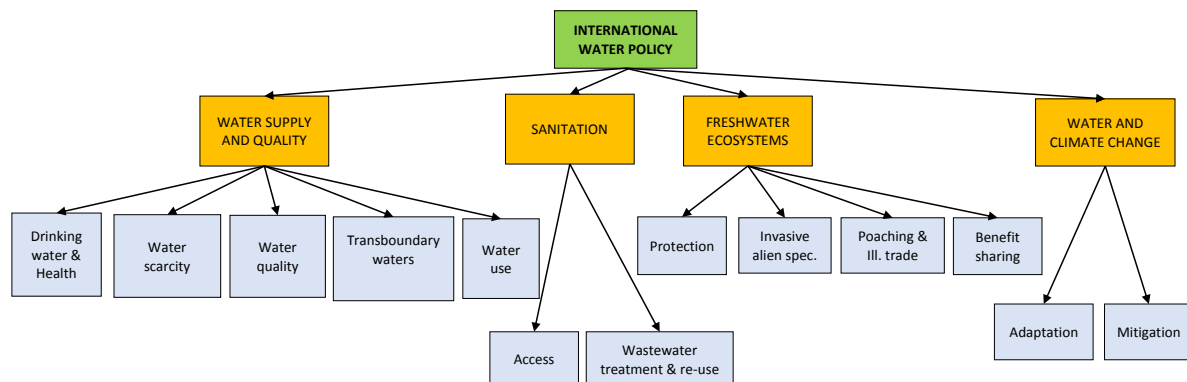 INTERNATIONAL
WATER POLICY
WATER SUPPLY
AND QUALITY
SANITATION
FRESHWATER
ECOSYSTEMS
WATER AND
CLIMATE CHANGE
Drinking
water &
Health
Water
scarcity
Water
quality
Transboundary
waters
Water
use
Protection
Invasive
alien spec.
Poaching &
Ill. trade
Benefit
sharing
Access
Wastewater
treatment & re-use
Adaptation
Mitigation